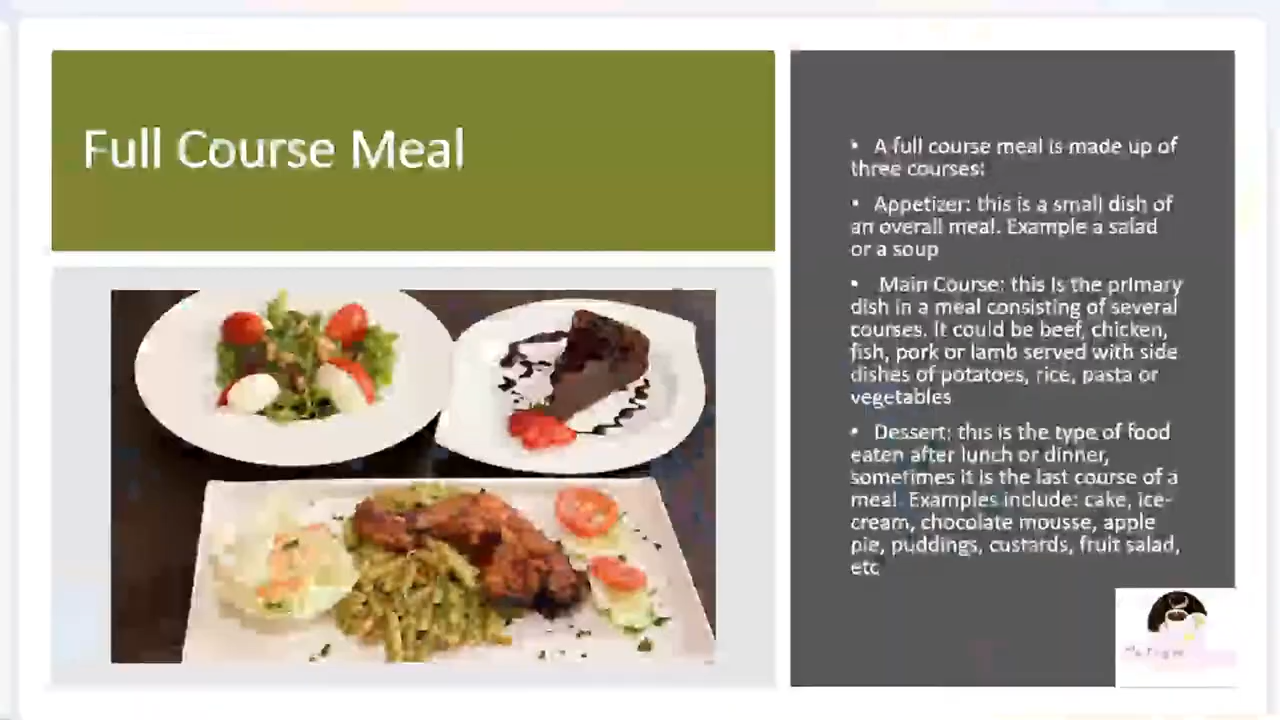 Full Course Meal
• A full course meal is made up of
three courses:
• Appetizer: this is a small dish of
an overall meal. Example a salad
or a soup
• Main Course: this is the primary
dish in a meal consisting of several
courses. It could be beef, chicken,
fish, pork or lamb served with side
dishes of potatoes, rice, pasta or
vegetables
• Dessert: this is the type of food
eaten after lunch or dinner,
sometimes it is the last course of a
meal. Examples include: cake, ice-
cream, chocolate mousse, apple
pie, puddings, custards, fruit salad,
etc